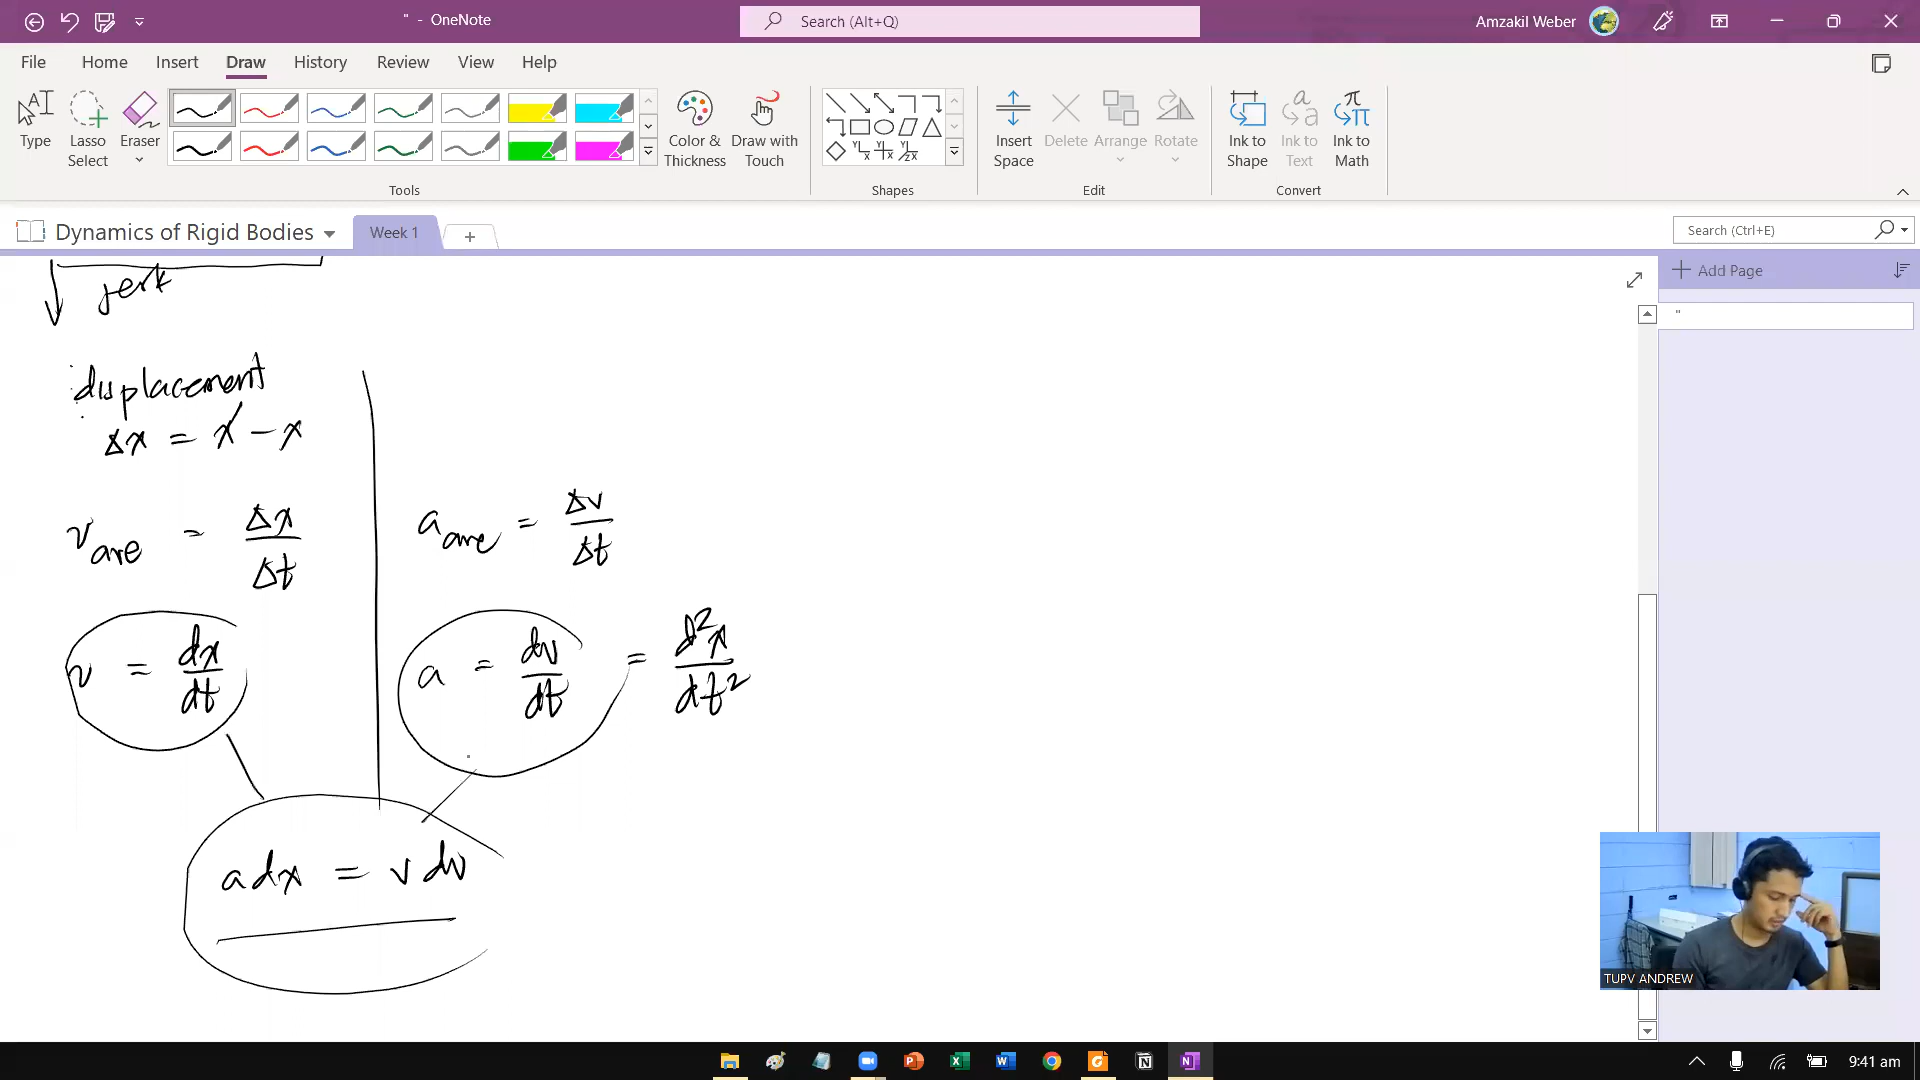 " - OneNote
Search (Alt+Q)
Amzakil Weber
File Home Insert Draw History Review View Help
Type
Lasso Select
Eraser
Color & Thickness
Draw with Touch
Insert Space
Delete
Arrange
Rotate
Ink to Shape
Ink to Text
Ink to Math
Tools
Shapes
Edit
Convert
Dynamics of Rigid Bodies
Week 1
Search (Ctrl+E)
Add Page
"
jerk
displacement
Δx = x' - x
v ave = Δx/Δt
a ave = Δv/Δt
v = dx/dt
a = dv/dt = d²x/dt²
adx = v dv
TUPV ANDREW
9:41 am